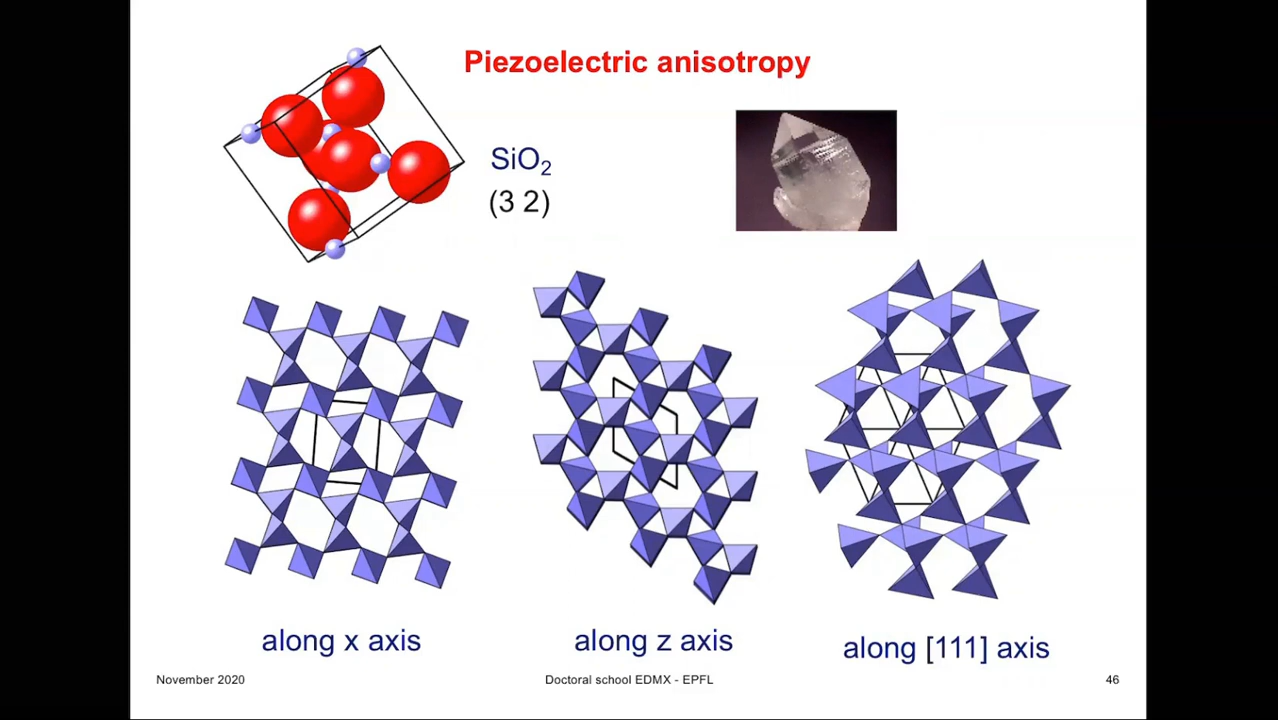 Piezoelectric anisotropy
SiO₂
(3 2)
along x axis
along z axis
along [111] axis
November 2020
Doctoral school EDMX - EPFL
46